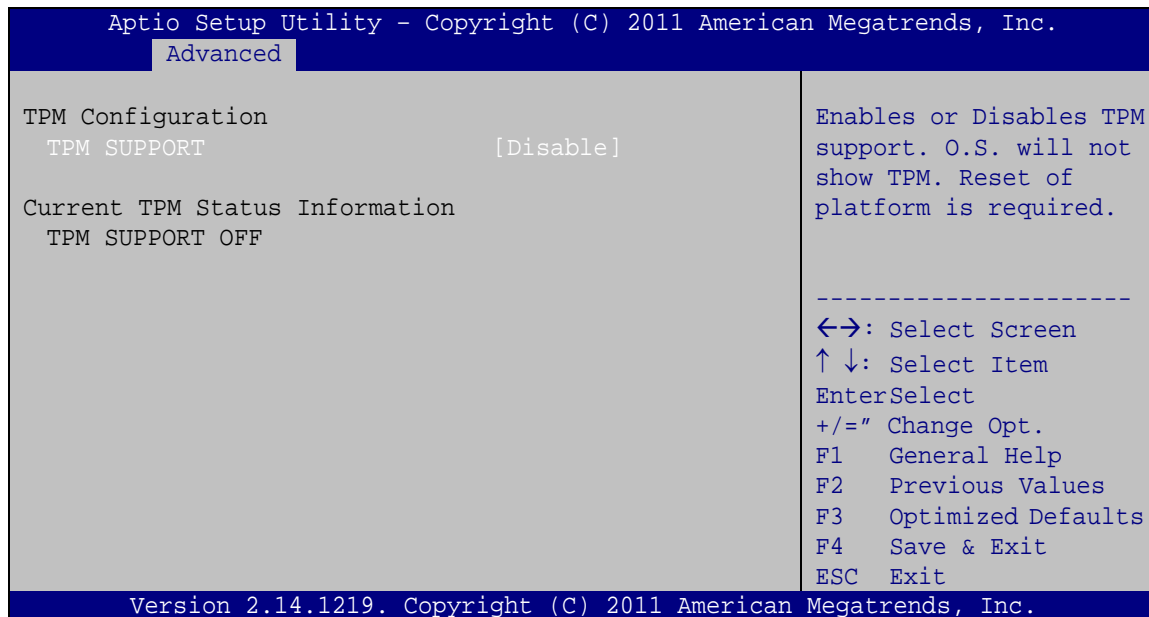 Aptio Setup Utility – Copyright (C) 2011 American Megatrends, Inc.
Advanced
TPM Configuration
TPM SUPPORT [Disable]
Current TPM Status Information
TPM SUPPORT OFF
Enables or Disables TPM
support. O.S. will not
show TPM. Reset of
platform is required.
----------------------
←→: Select Screen
↑ ↓: Select Item
EnterSelect
+/=″ Change Opt.
F1 General Help
F2 Previous Values
F3 Optimized Defaults
F4 Save & Exit
ESC Exit
Version 2.14.1219. Copyright (C) 2011 American Megatrends, Inc.